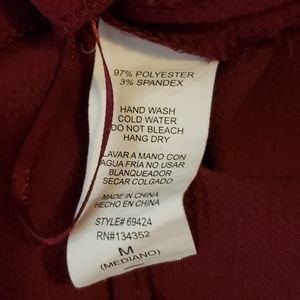 97% POLYESTER
3% SPANDEX
HAND WASH
COLD WATER
DO NOT BLEACH
HANG DRY
LAVAR A MANO CON
AGUA FRÍA NO USAR
BLANQUEADOR
SECAR COLGADO
MADE IN CHINA
HECHO EN CHINA
STYLE# 69424
RN#134352
M
(MEDIANO)